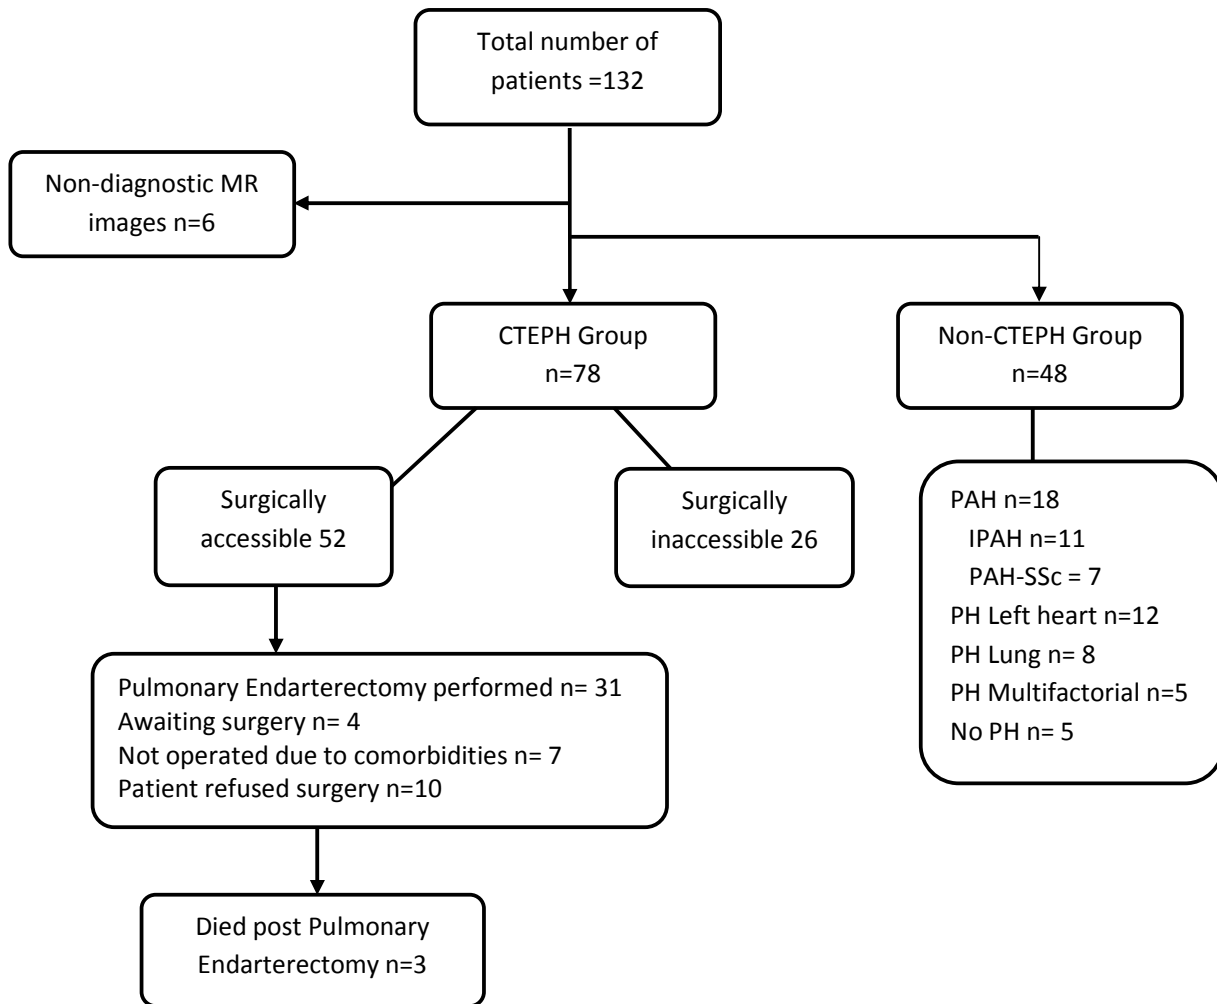 Total number of
patients =132
Non-diagnostic MR
images n=6
CTEPH Group
n=78
Non-CTEPH Group
n=48
Surgically
accessible 52
Surgically
inaccessible 26
PAH n=18
IPAH n=11
PAH-SSc = 7
PH Left heart n=12
PH Lung n= 8
PH Multifactorial n=5
No PH n= 5
Pulmonary Endarterectomy performed n= 31
Awaiting surgery n= 4
Not operated due to comorbidities n= 7
Patient refused surgery n=10
Died post Pulmonary
Endarterectomy n=3